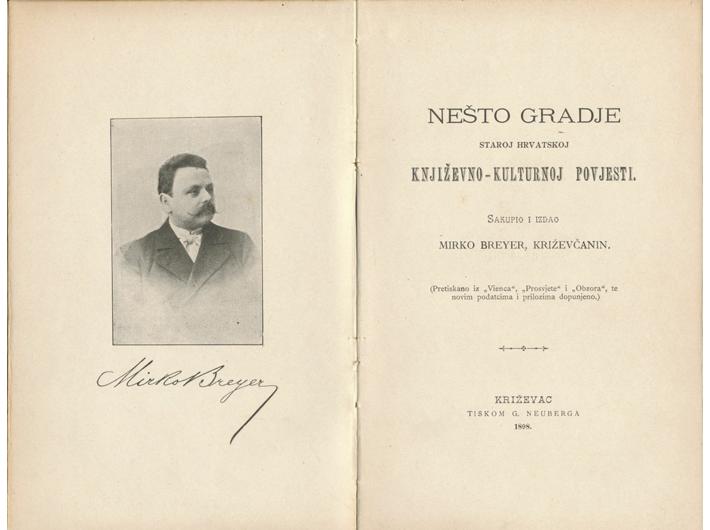 Mirko Breyer
NEŠTO GRADJE
STAROJ HRVATSKOJ
KNJIŽEVNO-KULTURNOJ POVJESTI.
SAKUPIO I IZDAO
MIRKO BREYER, KRIŽEVČANIN.
(Pretiskano iz „Vienca“, „Prosvjete“ i „Obzora“, te
novim podatcima i prilozima dopunjeno.)
KRIŽEVAC
TISKOM G. NEUBERGA
1898.